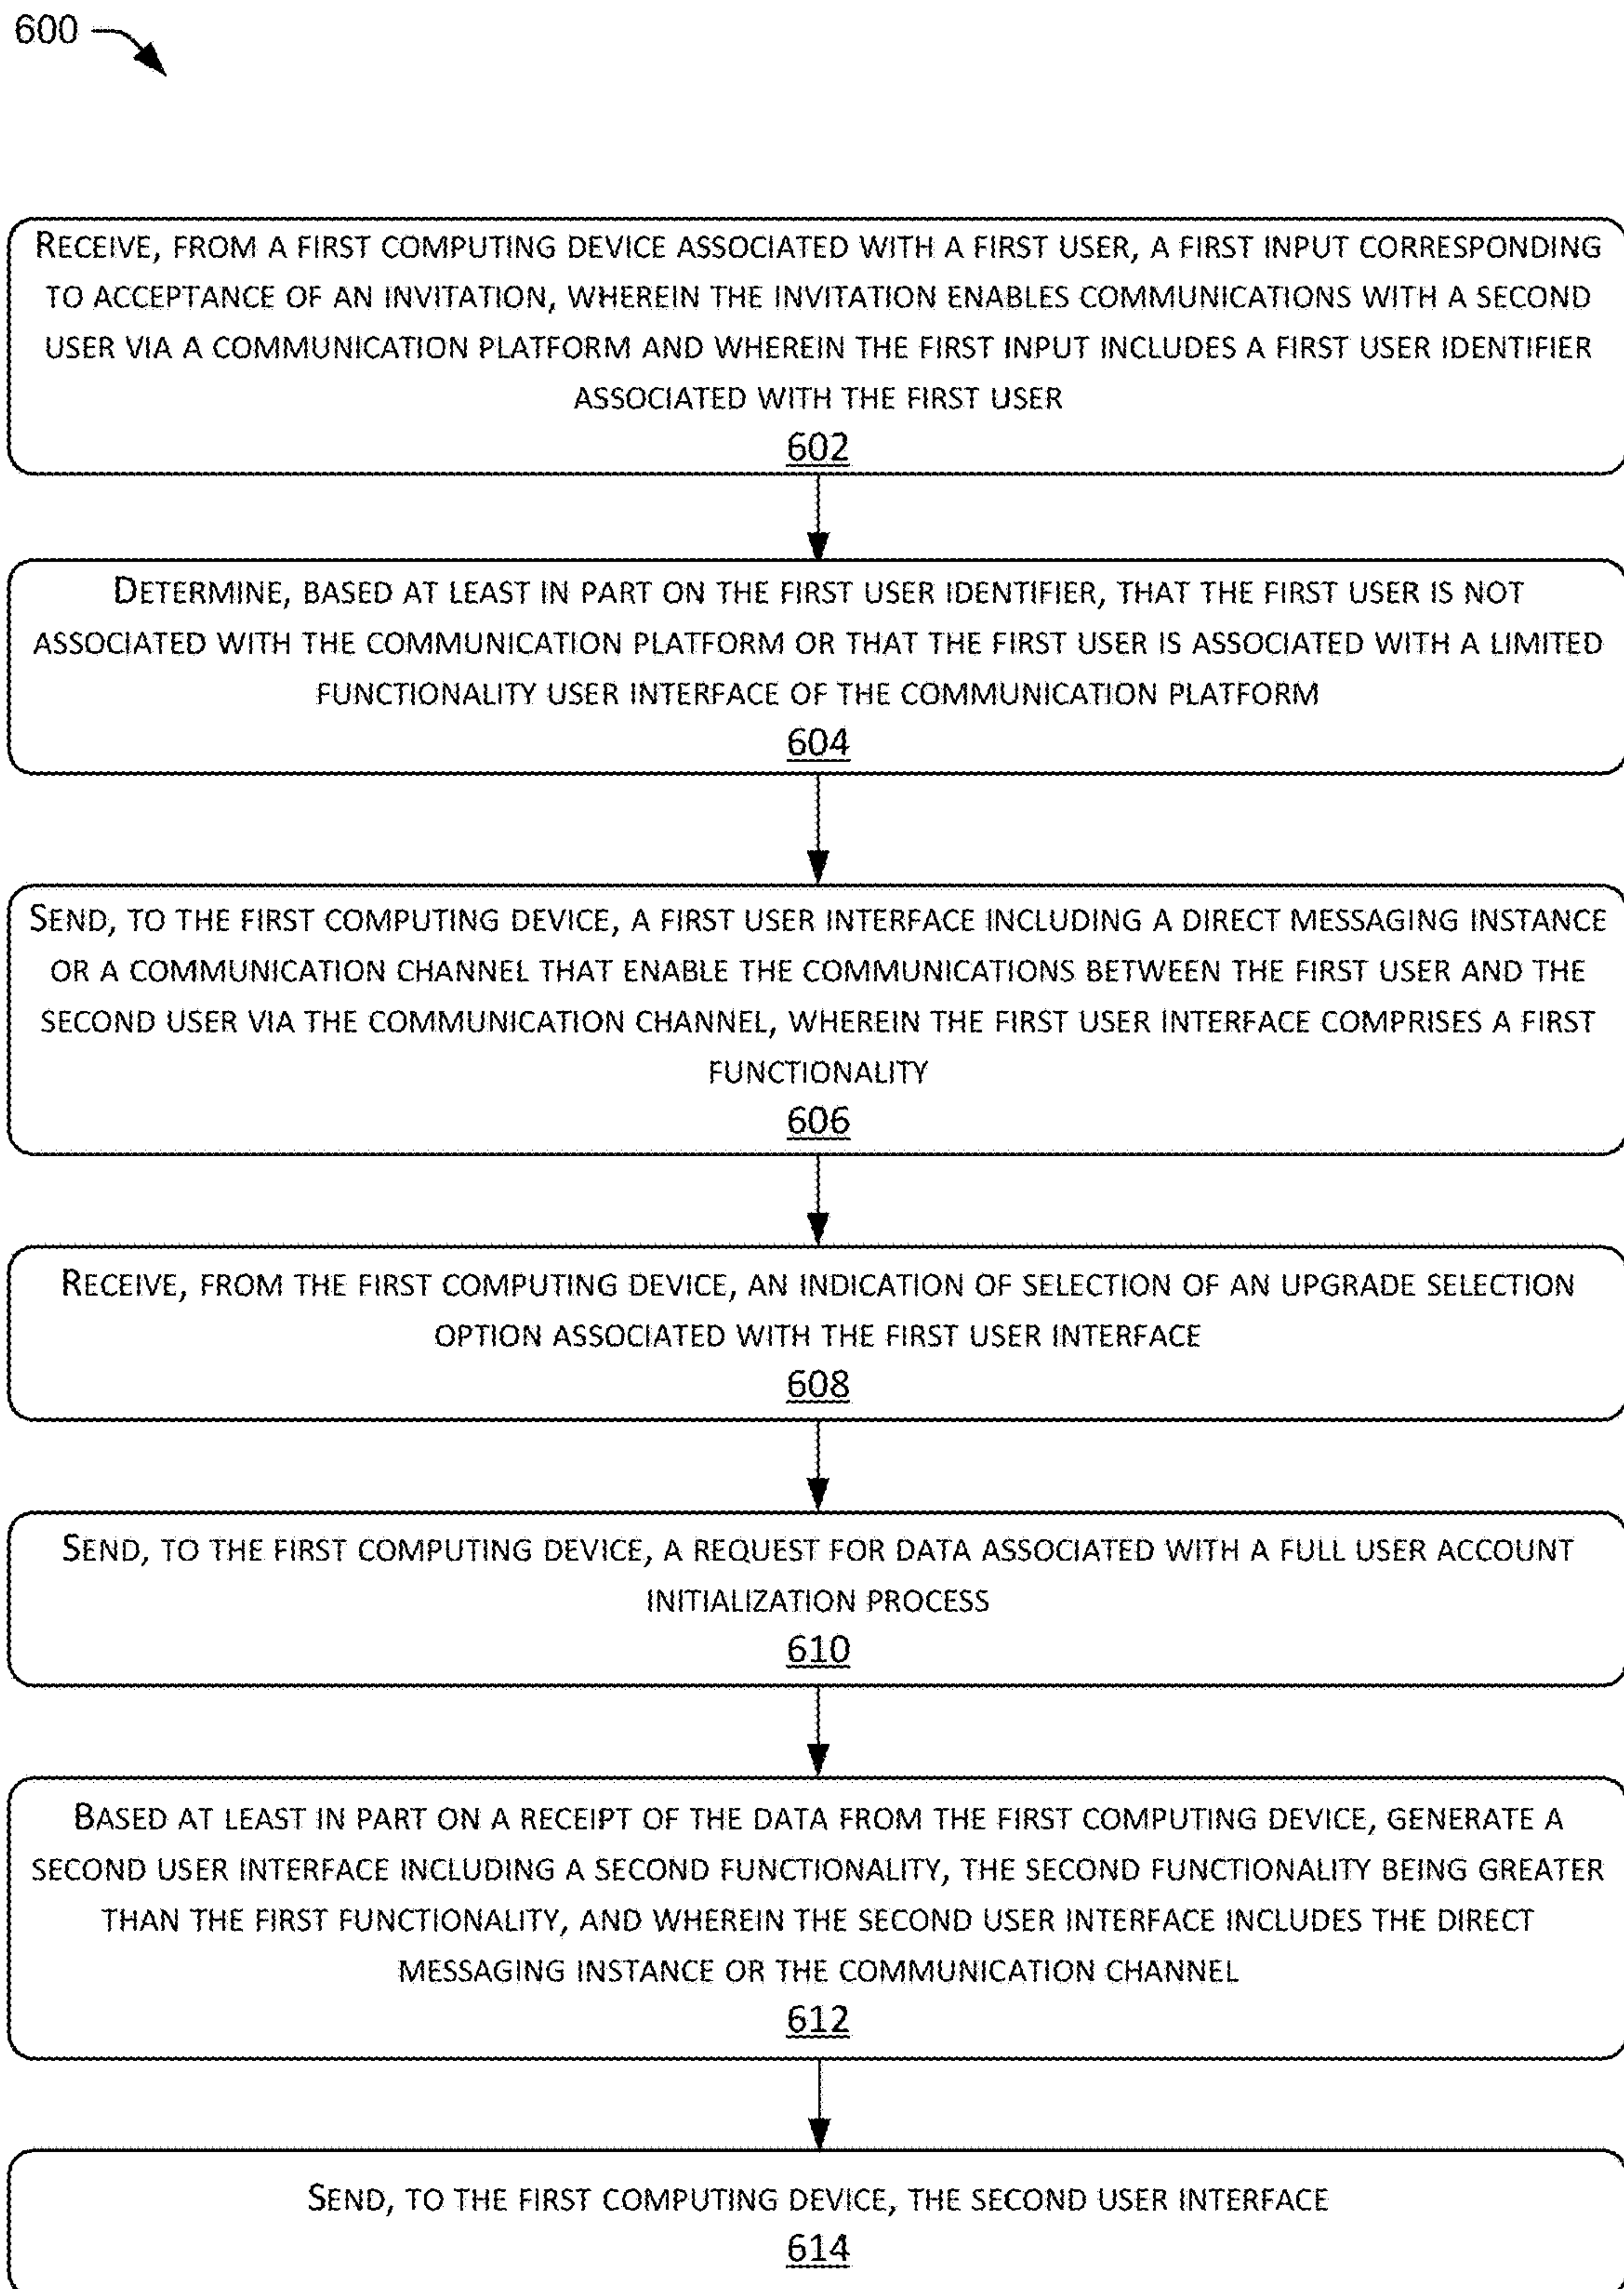 600
RECEIVE, FROM A FIRST COMPUTING DEVICE ASSOCIATED WITH A FIRST USER, A FIRST INPUT CORRESPONDING
TO ACCEPTANCE OF AN INVITATION, WHEREIN THE INVITATION ENABLES COMMUNICATIONS WITH A SECOND
USER VIA A COMMUNICATION PLATFORM AND WHEREIN THE FIRST INPUT INCLUDES A FIRST USER IDENTIFIER
ASSOCIATED WITH THE FIRST USER
602
DETERMINE, BASED AT LEAST IN PART ON THE FIRST USER IDENTIFIER, THAT THE FIRST USER IS NOT
ASSOCIATED WITH THE COMMUNICATION PLATFORM OR THAT THE FIRST USER IS ASSOCIATED WITH A LIMITED
FUNCTIONALITY USER INTERFACE OF THE COMMUNICATION PLATFORM
604
SEND, TO THE FIRST COMPUTING DEVICE, A FIRST USER INTERFACE INCLUDING A DIRECT MESSAGING INSTANCE
OR A COMMUNICATION CHANNEL THAT ENABLE THE COMMUNICATIONS BETWEEN THE FIRST USER AND THE
SECOND USER VIA THE COMMUNICATION CHANNEL, WHEREIN THE FIRST USER INTERFACE COMPRISES A FIRST
FUNCTIONALITY
606
RECEIVE, FROM THE FIRST COMPUTING DEVICE, AN INDICATION OF SELECTION OF AN UPGRADE SELECTION
OPTION ASSOCIATED WITH THE FIRST USER INTERFACE
608
SEND, TO THE FIRST COMPUTING DEVICE, A REQUEST FOR DATA ASSOCIATED WITH A FULL USER ACCOUNT
INITIALIZATION PROCESS
610
BASED AT LEAST IN PART ON A RECEIPT OF THE DATA FROM THE FIRST COMPUTING DEVICE, GENERATE A
SECOND USER INTERFACE INCLUDING A SECOND FUNCTIONALITY, THE SECOND FUNCTIONALITY BEING GREATER
THAN THE FIRST FUNCTIONALITY, AND WHEREIN THE SECOND USER INTERFACE INCLUDES THE DIRECT
MESSAGING INSTANCE OR THE COMMUNICATION CHANNEL
612
SEND, TO THE FIRST COMPUTING DEVICE, THE SECOND USER INTERFACE
614